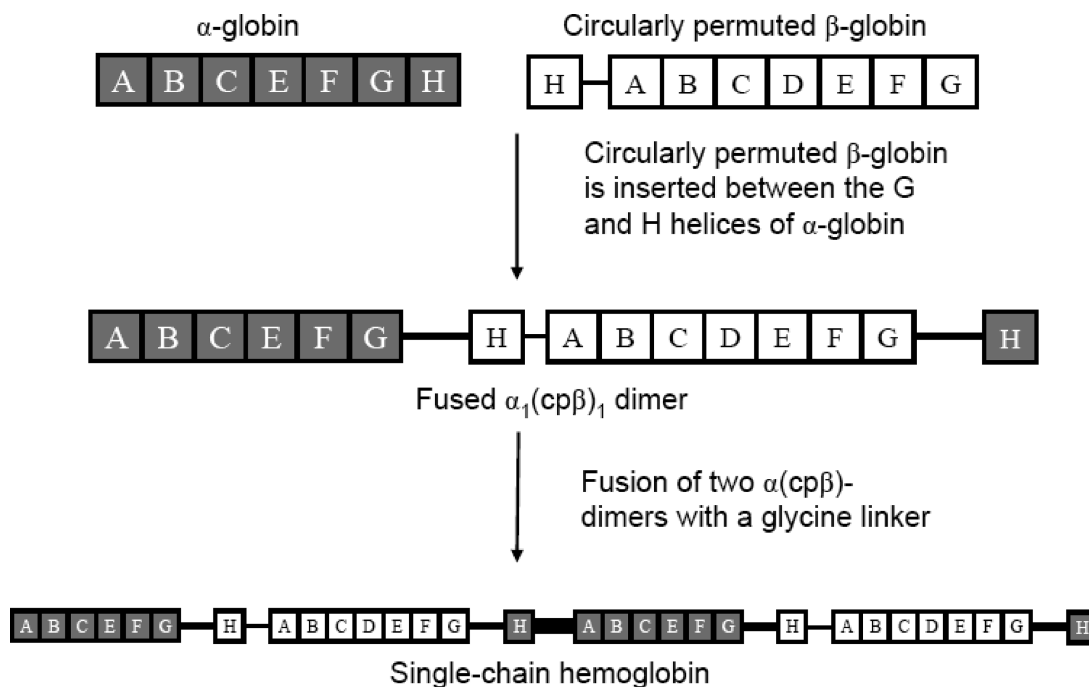 α-globin
Circularly permuted β-globin
A B C E F G H
H A B C D E F G
Circularly permuted β-globin
is inserted between the G
and H helices of α-globin
A B C E F G H A B C D E F G H
Fused α₁(cpβ)₁ dimer
Fusion of two α(cpβ)-
dimers with a glycine linker
A B C E F G H A B C D E F G H A B C E F G H A B C D E F G H
Single-chain hemoglobin